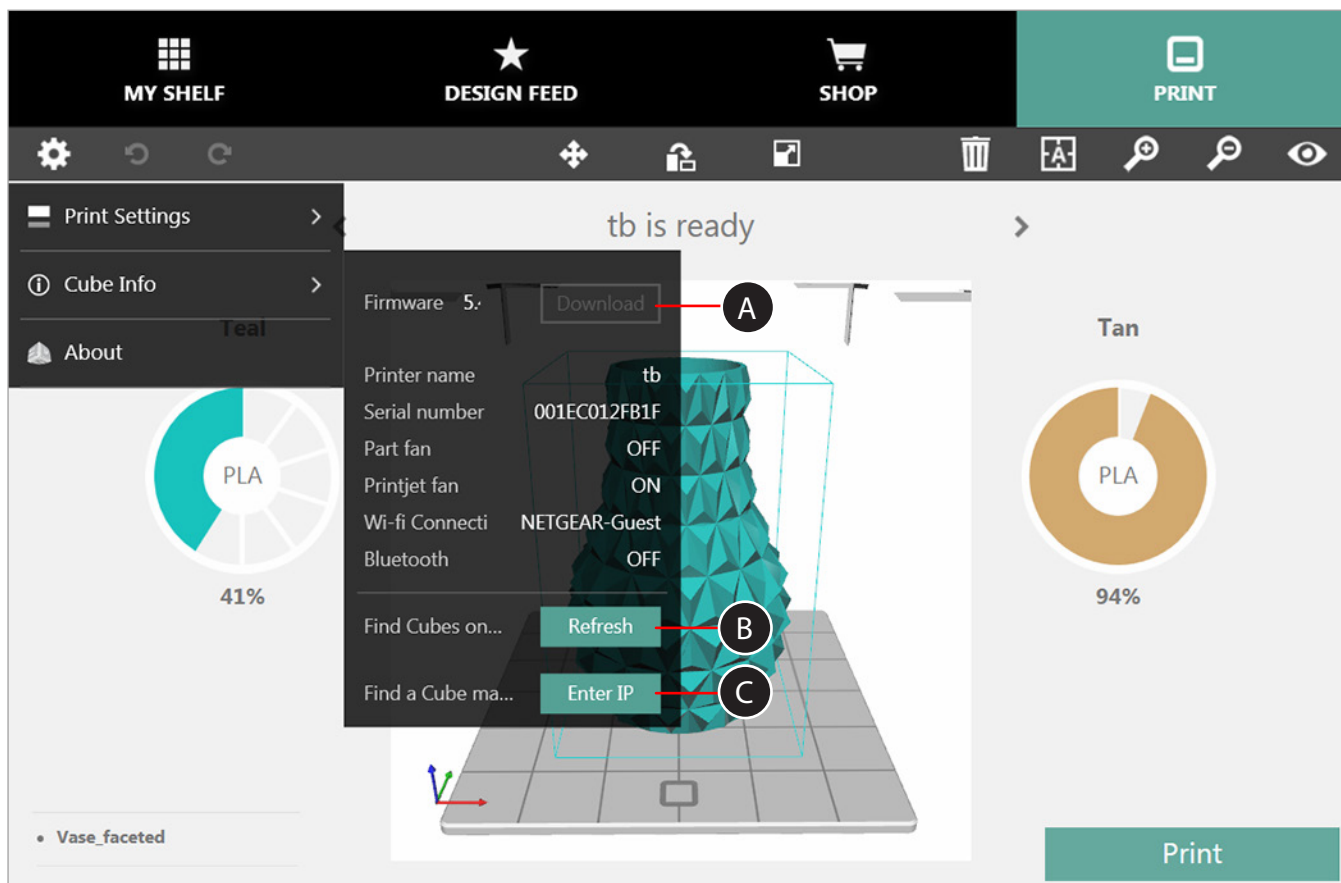 MY SHELF
DESIGN FEED
SHOP
PRINT
A
Print Settings
tb is ready
Cube Info
About
Firmware 5.
Download
A
Teal
Tan
Printer name tb
Serial number 001EC012FB1F
Part fan OFF
Printjet fan ON
Wi-fi Connecti NETGEAR-Guest
Bluetooth OFF
PLA
PLA
41%
94%
Find Cubes on... Refresh
B
Find a Cube ma... Enter IP
C
• Vase_faceted
Print